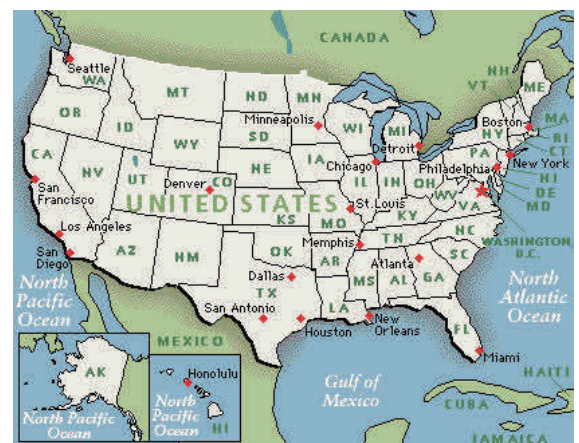 CANADA
Seattle
WA
MT
ND
MN
NH
VT
ME
OR
ID
Minneapolis
WI
MI
Boston
MA
NY
RI
WY
SD
Detroit
CT
CA
NV
UT
NE
IA
Chicago
PA
Philadelphia
New York
NJ
Denver
CO
IL
IN
OH
DE
San
Francisco
UNITED STATES
St. Louis
WV
VA
MD
KS
MO
KY
WASHINGTON,
D.C.
Los Angeles
Memphis
TN
NC
San
Diego
AZ
NM
OK
AR
Atlanta
SC
North
Pacific
Ocean
Dallas
TX
MS
AL
GA
North
Atlantic
Ocean
San Antonio
LA
Houston
New
Orleans
FL
MEXICO
Miami
AK
Honolulu
Gulf of
Mexico
HAITI
North Pacific
Ocean
North
Pacific
Ocean
HI
CUBA
JAMAICA